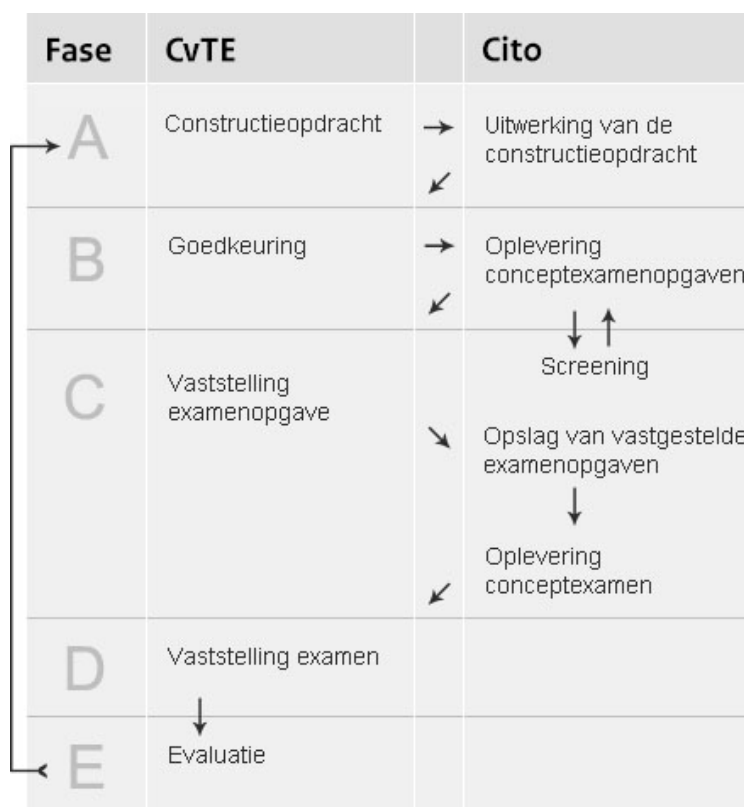 Fase CvTE Cito
A Constructieopdracht → Uitwerking van de
constructieopdracht
B Goedkeuring → Oplevering
conceptexamenopgaven
Screening
C Vaststelling
examenopgave
Opslag van vastgestelde
examenopgaven
Oplevering
conceptexamen
D Vaststelling examen
E Evaluatie